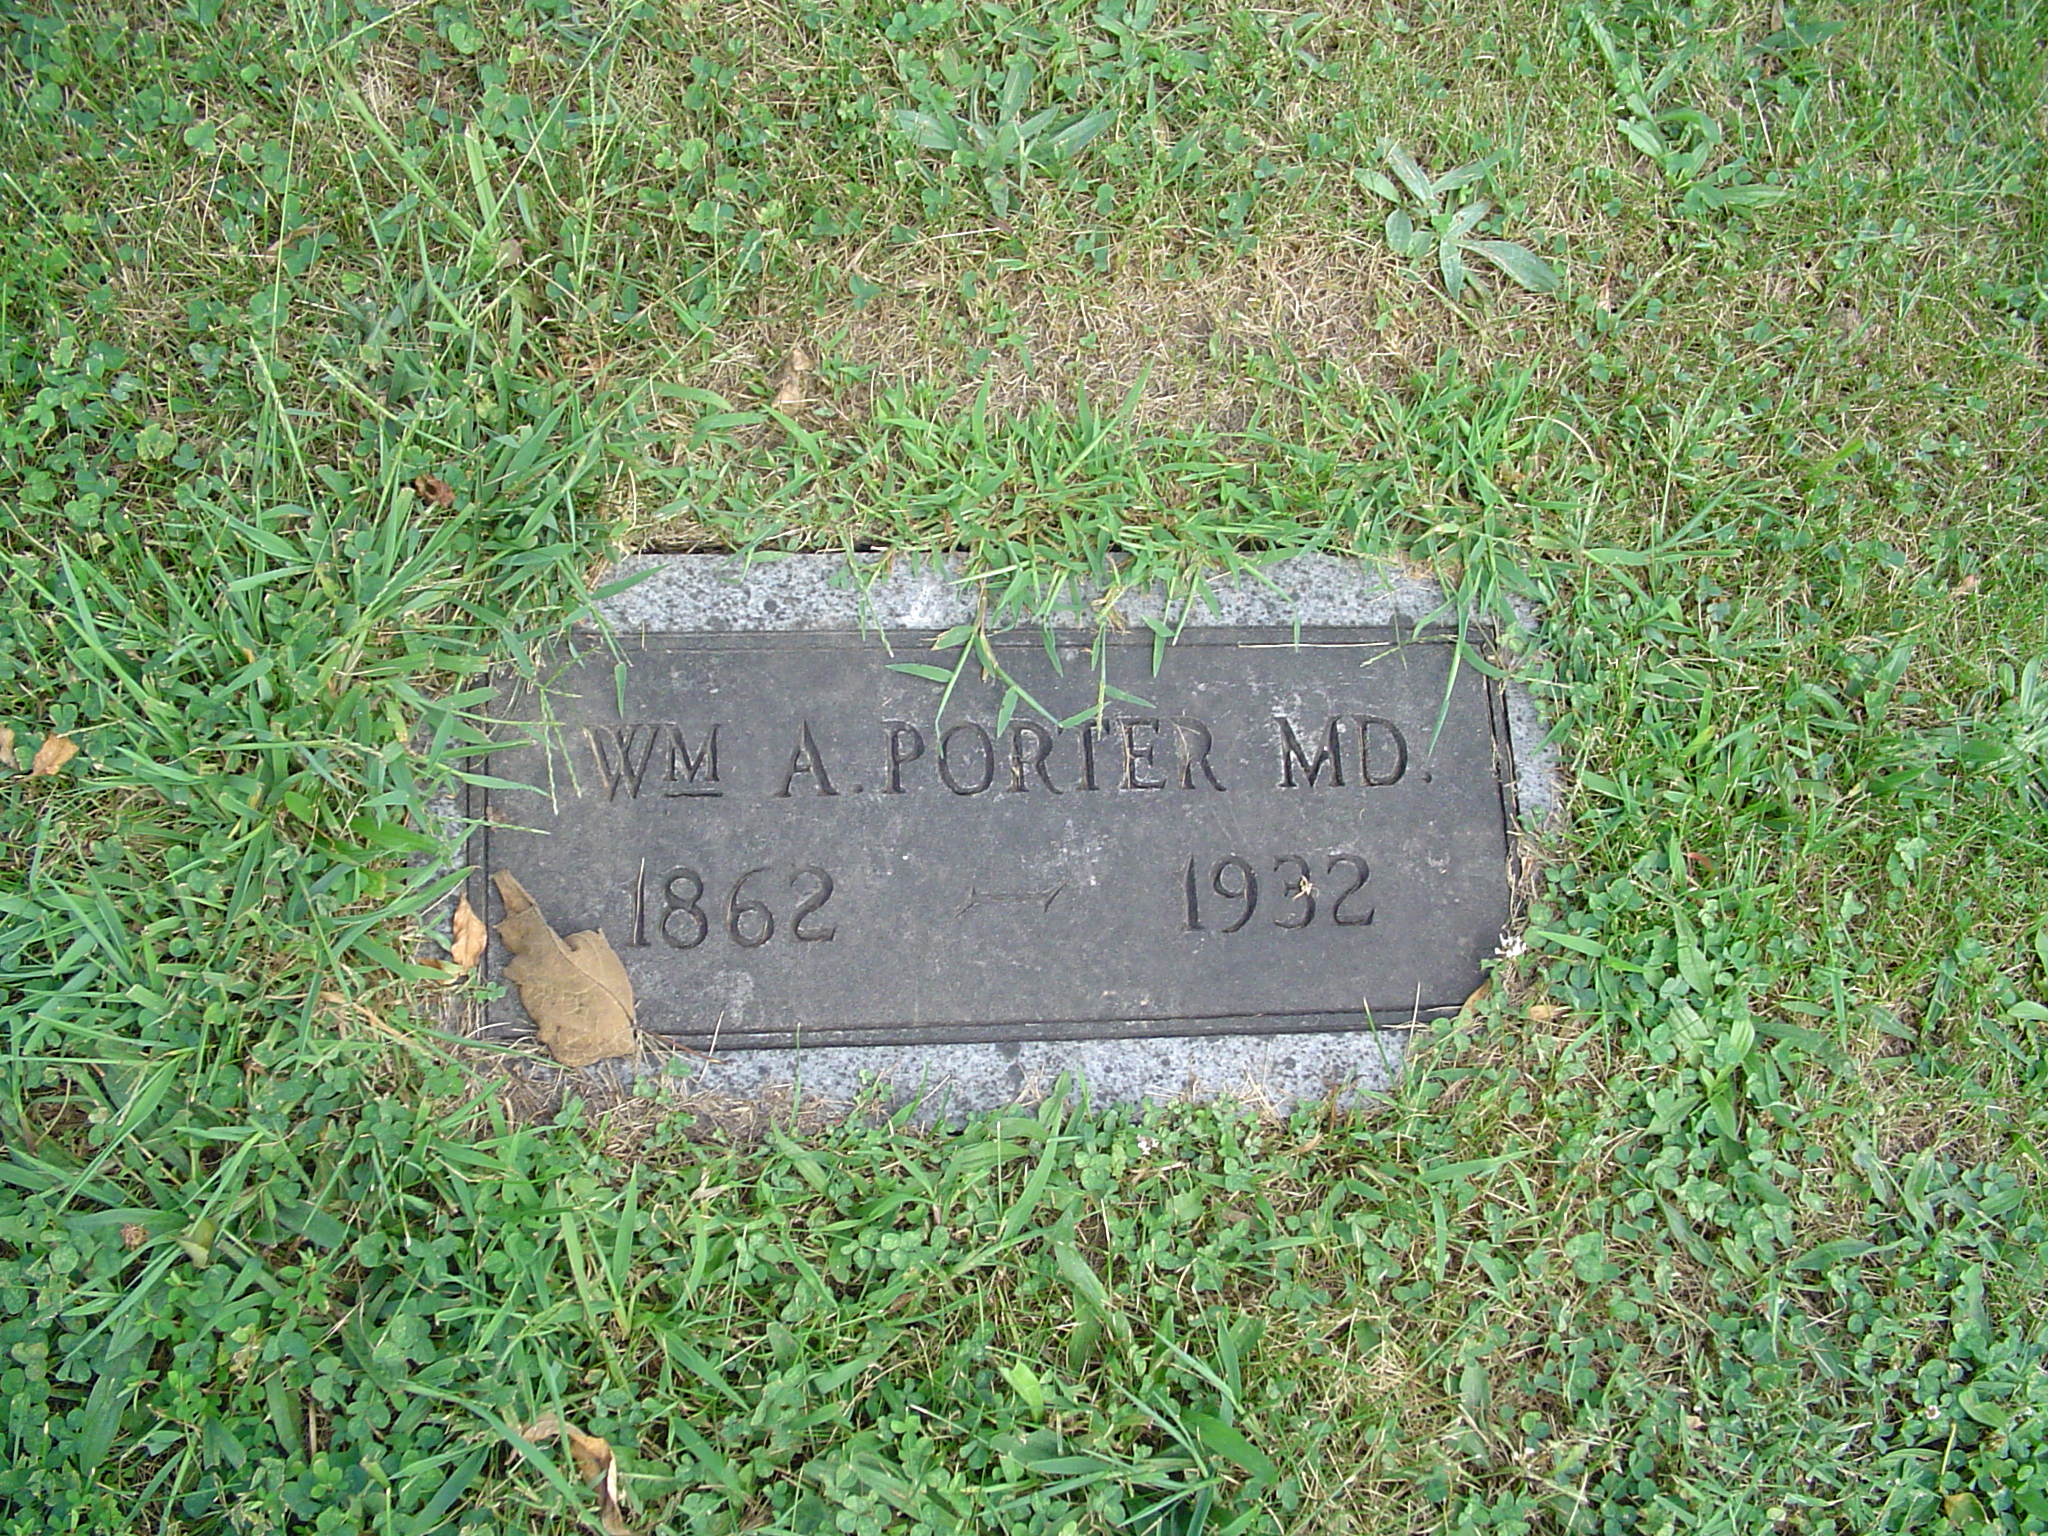 WM A. PORTER MD.
1862 — 1932